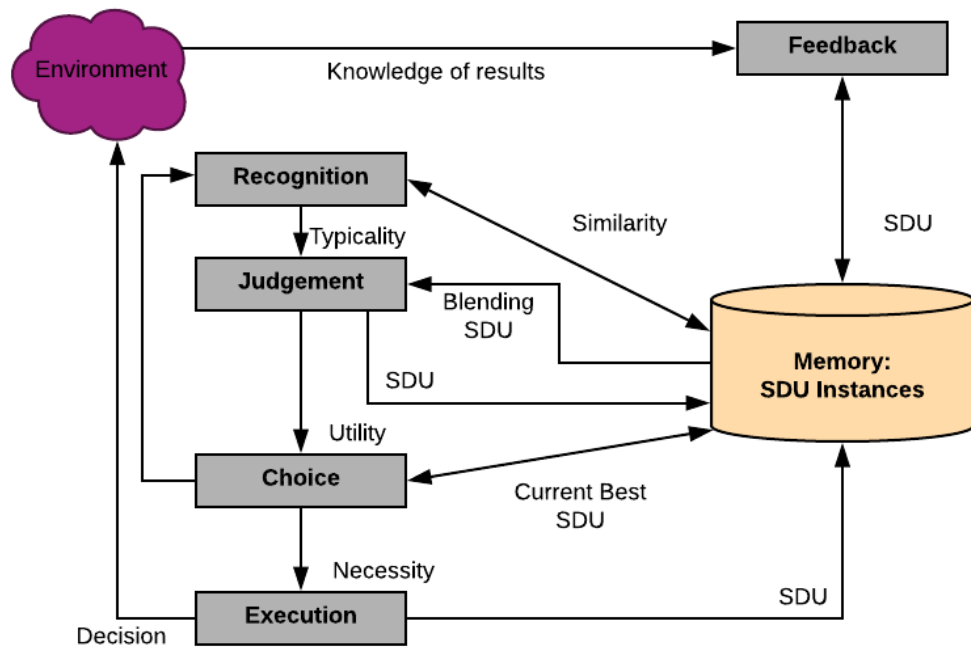 Environment
Feedback
Knowledge of results
Recognition
Similarity
SDU
Typicality
Judgement
Blending
SDU
Memory:
SDU Instances
SDU
Utility
Choice
Current Best
SDU
Necessity
Execution
SDU
Decision